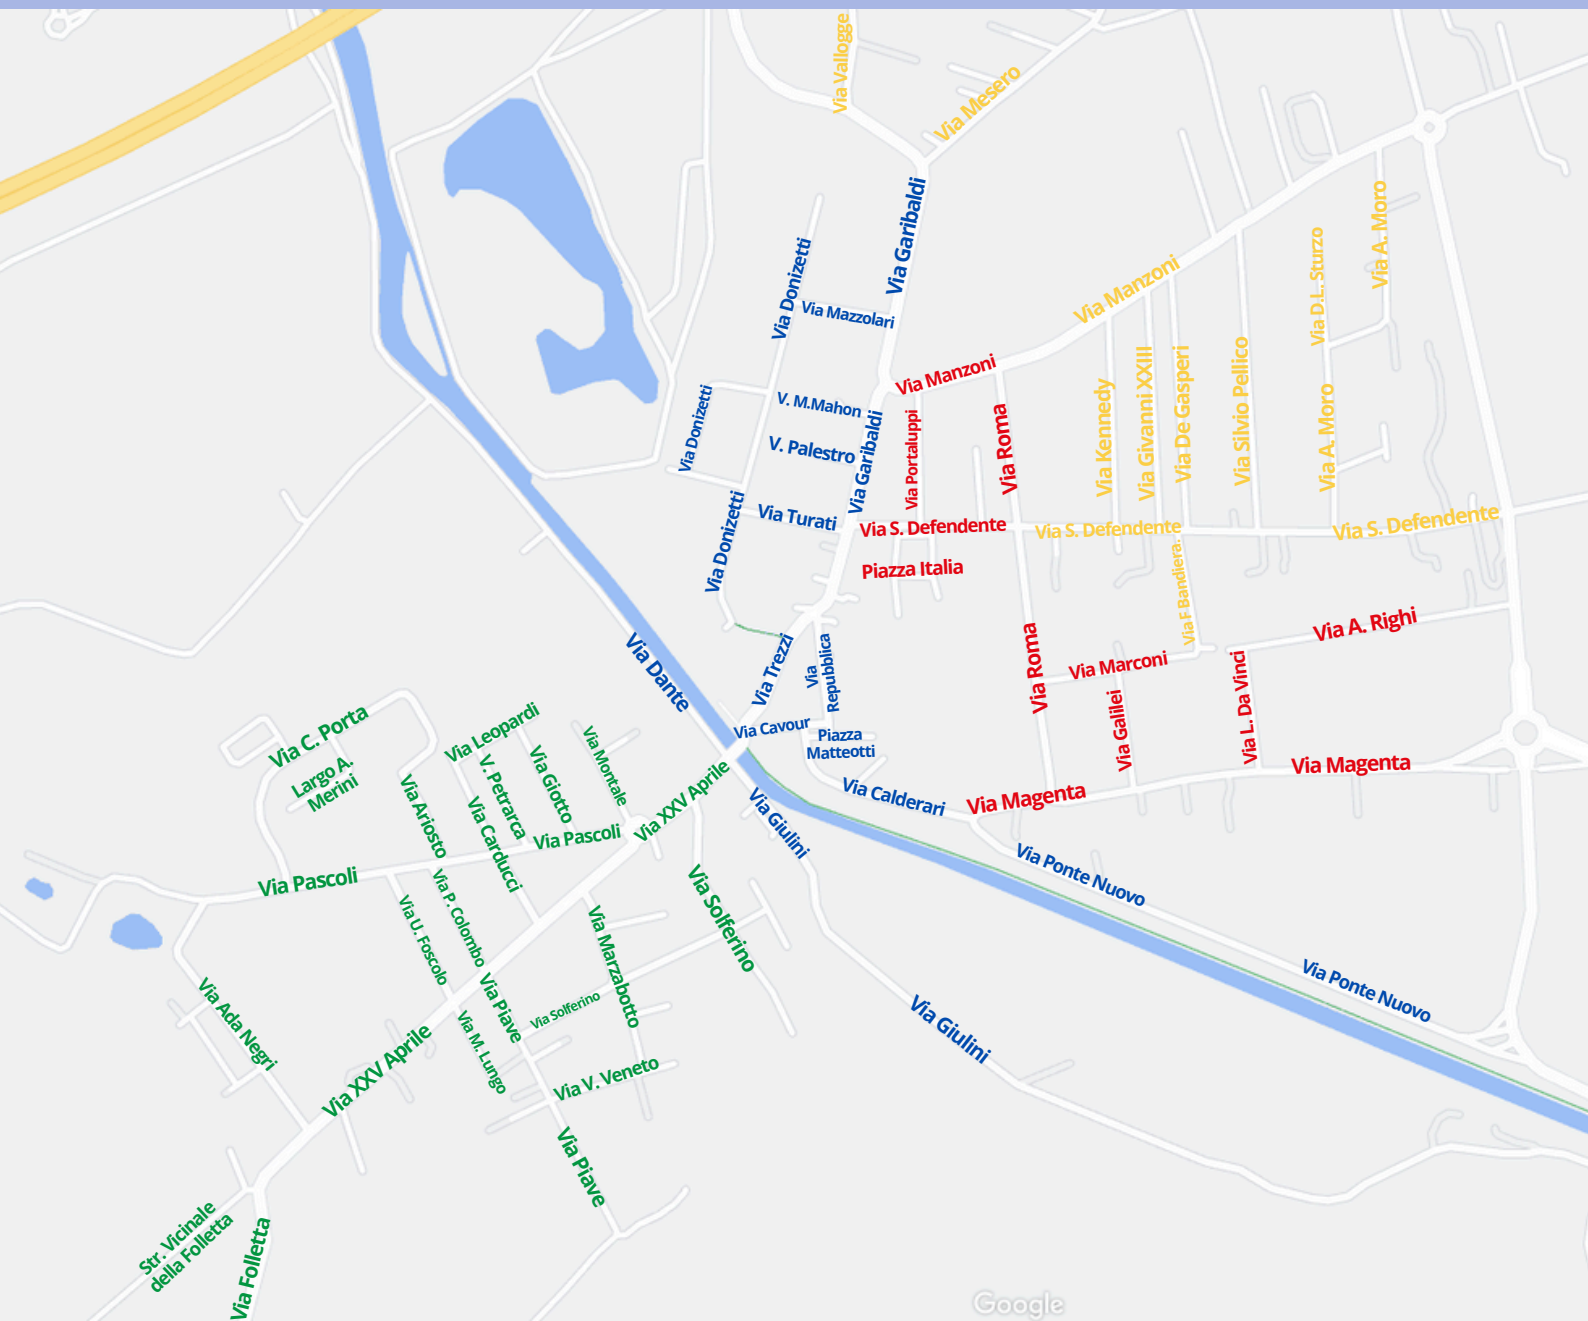 Via Vallogge
Via Mesero
Via Garibaldi
Via A. Moro
Via D.L. Sturzo
Via Donizetti
Via Manzoni
Via Mazzolari
Via Manzoni
Via Donizetti
V. M.Mahon
V. Palestro
Via Garibaldi
Via Portaluppi
Via Roma
Via Kennedy
Via Givanni XXIII
Via De Gasperi
Via Silvio Pellico
Via A. Moro
Via Donizetti
Via Turati
Via S. Defendente
Via S. Defendente
Via S. Defendente
Piazza Italia
Via F Bandiera.
Via A. Righi
Via Dante
Via Trezzi
Via
Repubblica
Via Roma
Via Marconi
Via Galilei
Via L. Da Vinci
Via Cavour
Piazza
Matteotti
Via Magenta
Via Calderari
Via Magenta
Via C. Porta
Largo A.
Merini
Via Leopardi
V. Petrarca
Via Giotto
Via Montale
Via XXV Aprile
Via Giulini
Via Ariosto
Via Carducci
Via Pascoli
Via Pascoli
Via Ponte Nuovo
Via U. Foscolo
Via P. Colombo
Via Solferino
Via Marzabotto
Via Ponte Nuovo
Via Ada Negri
Via Piave
Via Solferino
Via M. Lungo
Via XXV Aprile
Via V. Veneto
Via Giulini
Via Piave
Str. Vicinale
della Folletta
Via Folletta
Google